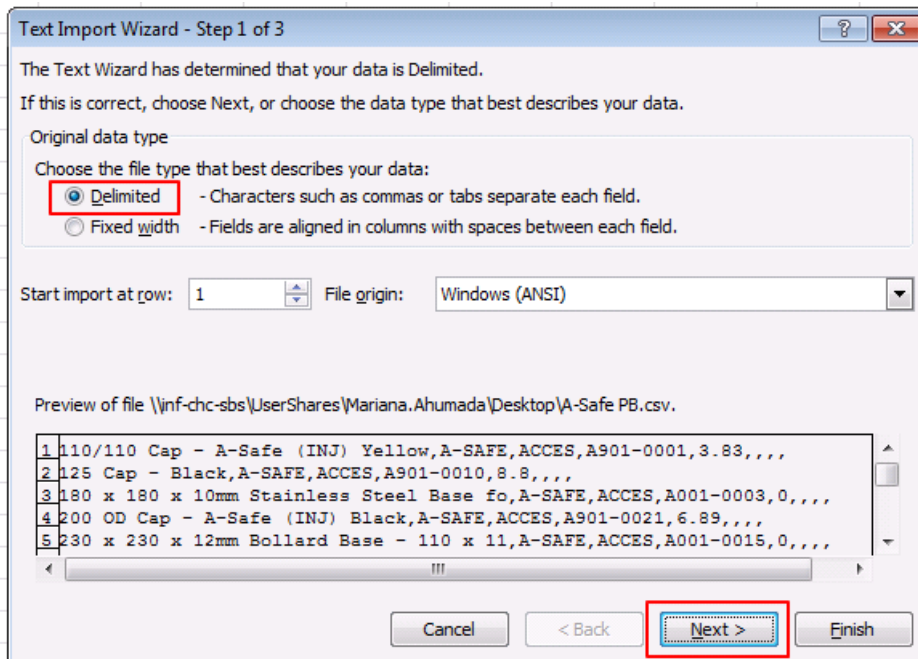 Text Import Wizard - Step 1 of 3
The Text Wizard has determined that your data is Delimited.
If this is correct, choose Next, or choose the data type that best describes your data.
Original data type
Choose the file type that best describes your data:
Delimited - Characters such as commas or tabs separate each field.
Fixed width - Fields are aligned in columns with spaces between each field.
Start import at row: 1 File origin: Windows (ANSI)
Preview of file \\inf-chc-sbs\UserShares\Mariana.Ahumada\Desktop\A-Safe PB.csv.
1 110/110 Cap - A-Safe (INJ) Yellow,A-SAFE,ACCES,A901-0001,3.83,,,,
2 125 Cap - Black,A-SAFE,ACCES,A901-0010,8.8,,,,
3 180 x 180 x 10mm Stainless Steel Base fo,A-SAFE,ACCES,A001-0003,0,,,,
4 200 OD Cap - A-Safe (INJ) Black,A-SAFE,ACCES,A901-0021,6.89,,,,
5 230 x 230 x 12mm Bollard Base - 110 x 11,A-SAFE,ACCES,A001-0015,0,,,,
Cancel < Back Next > Finish